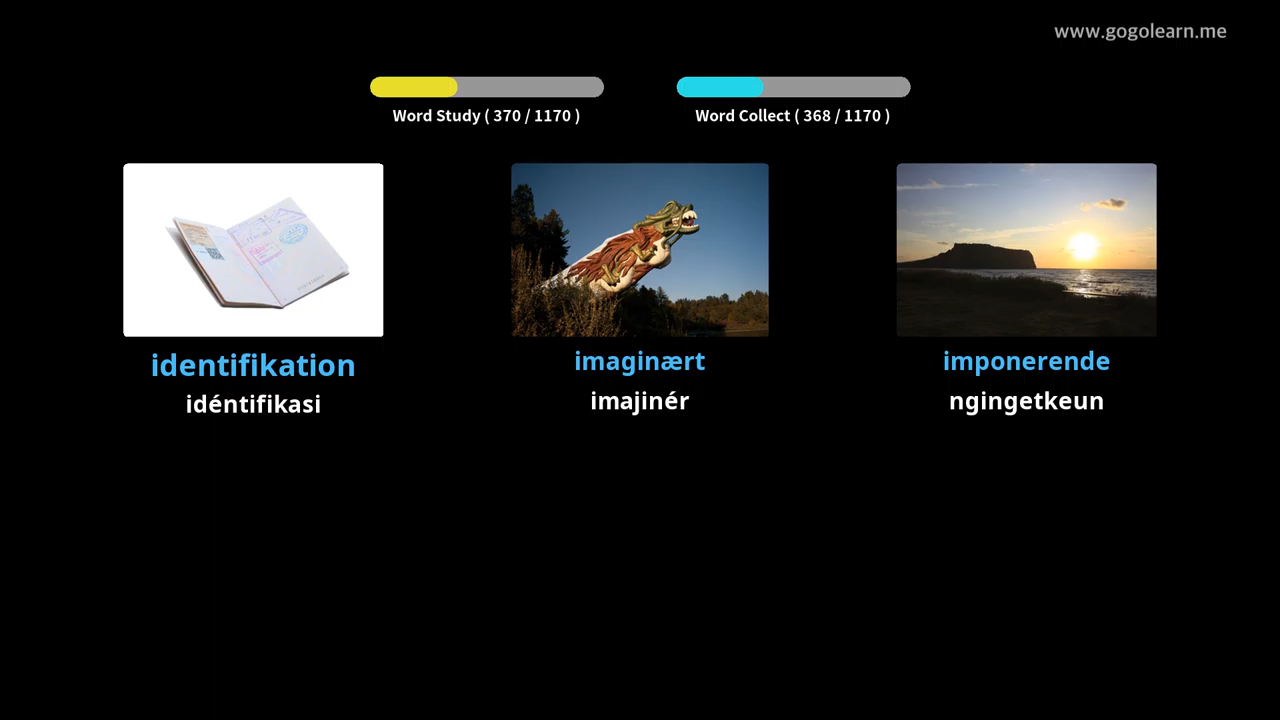 www.gogolearn.me
Word Study ( 370 / 1170 )
Word Collect ( 368 / 1170 )
identifikation
imaginært
imponerende
idéntifikasi
imajinér
ngingetkeun